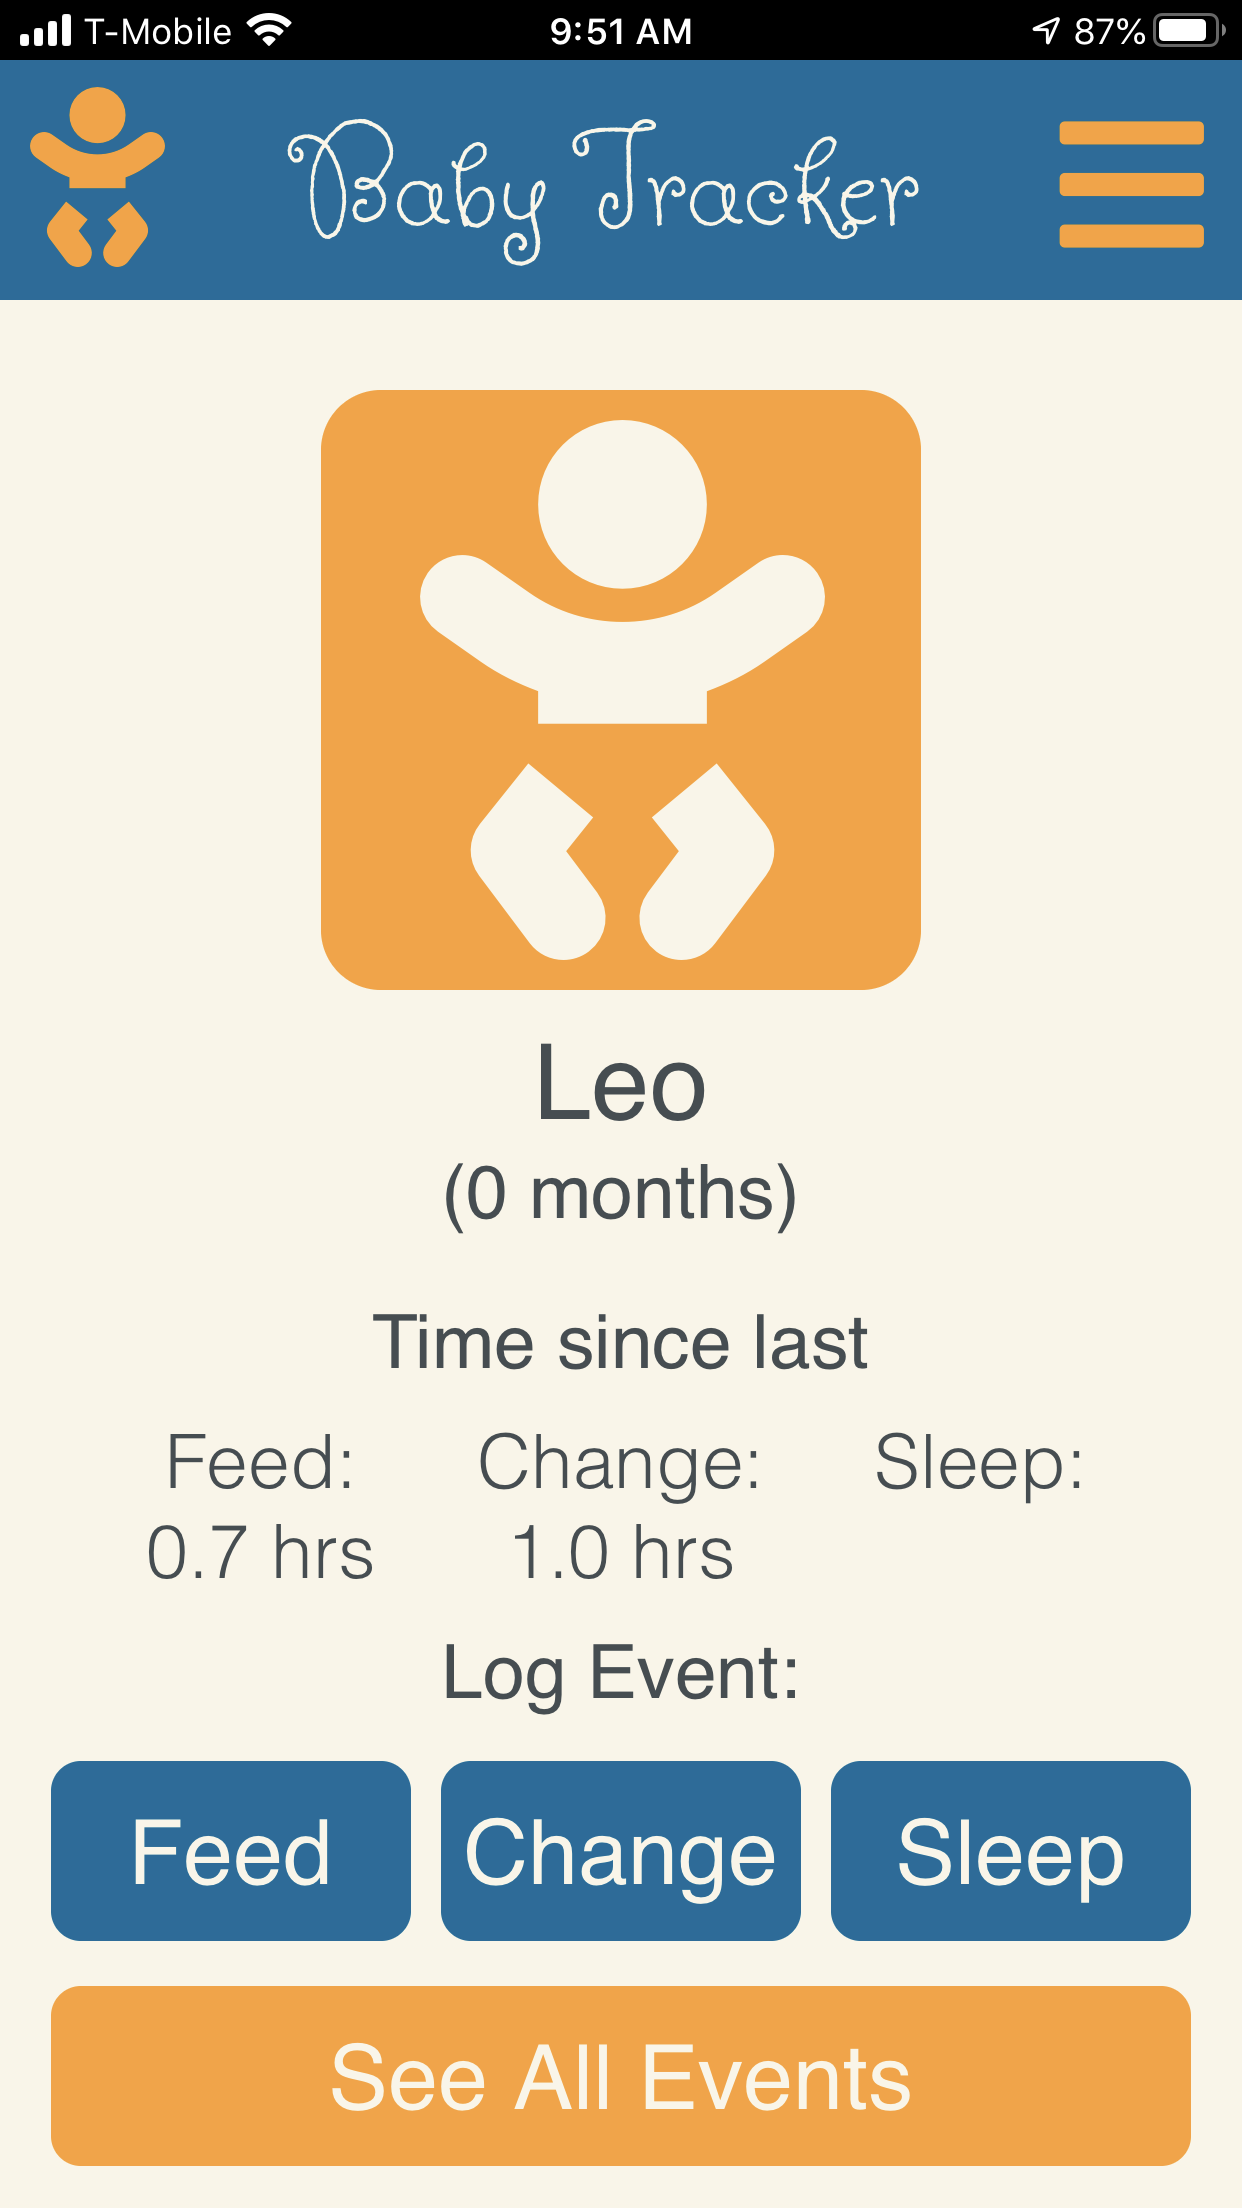 T-Mobile 9:51 AM 87%
Baby Tracker
Leo
(0 months)
Time since last
Feed: Change: Sleep:
0.7 hrs 1.0 hrs
Log Event:
Feed Change Sleep
See All Events